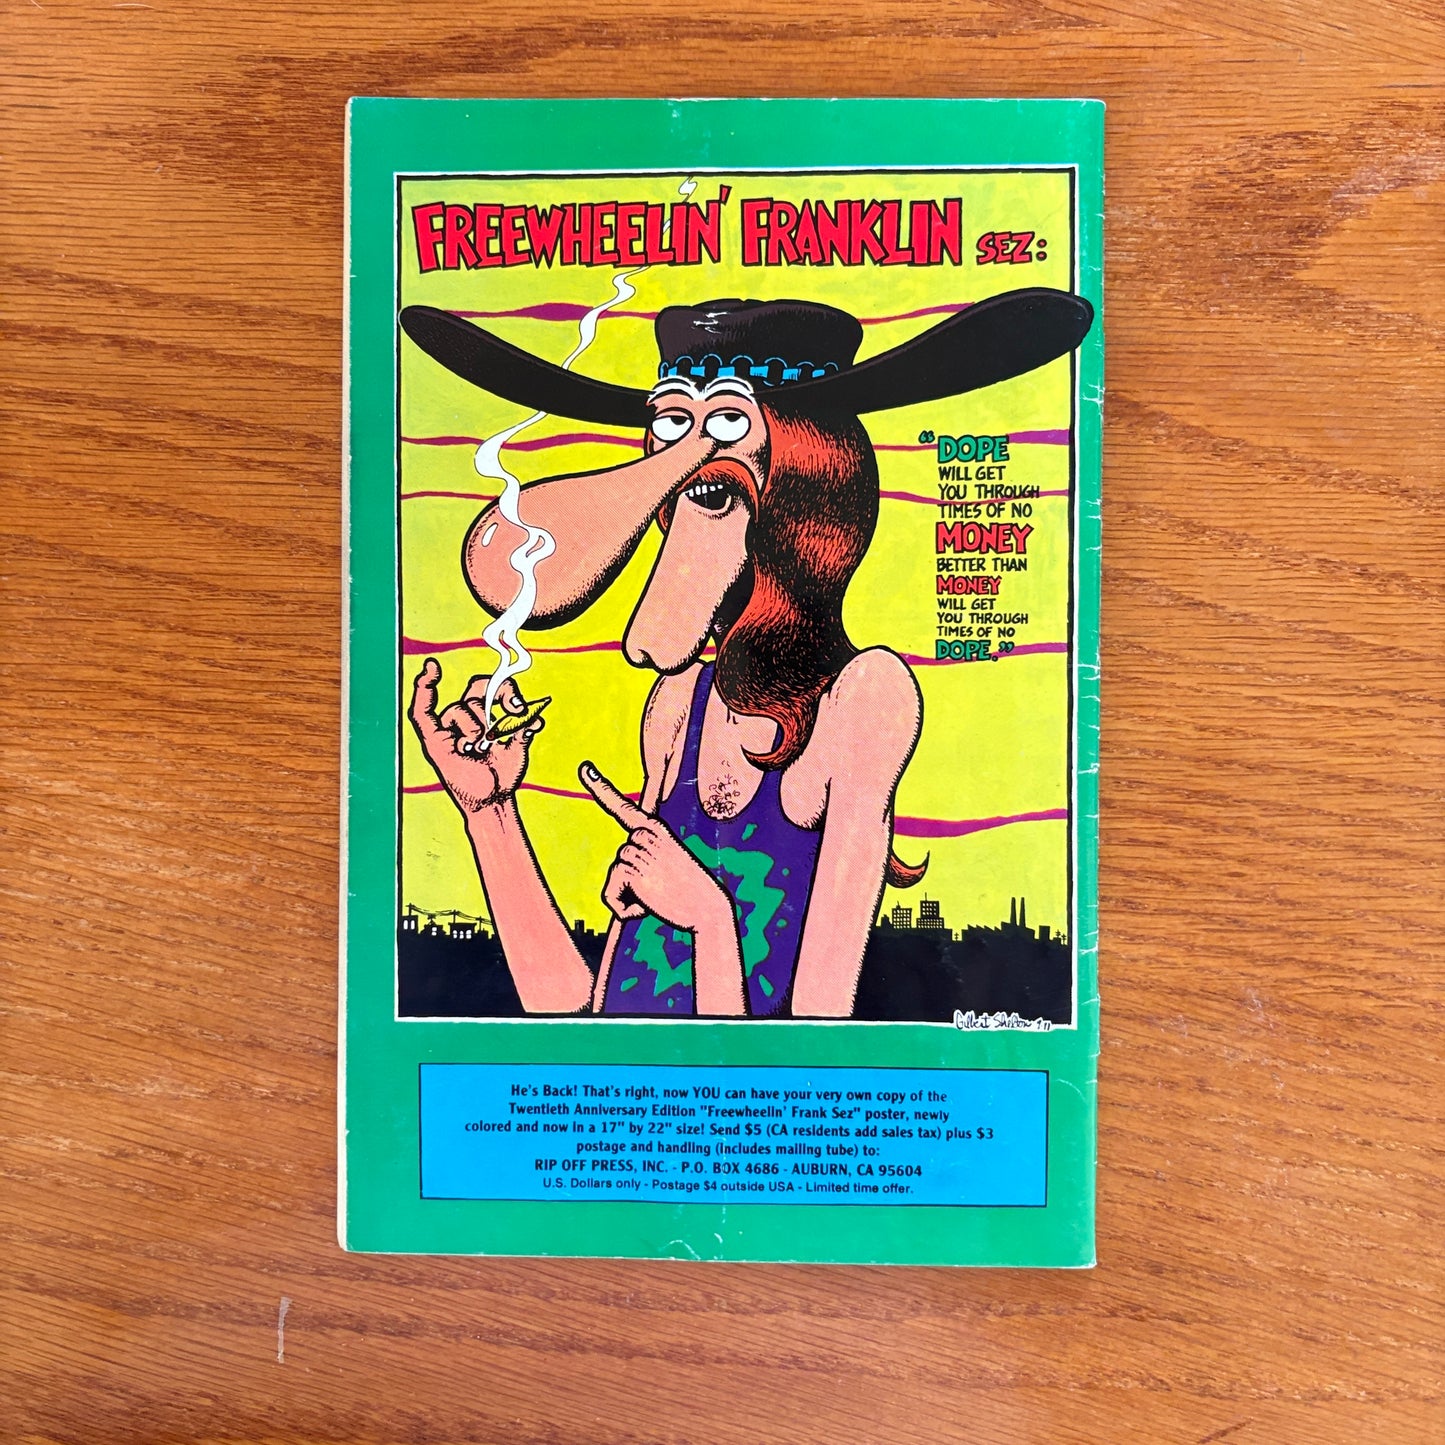 FREEWHEELIN' FRANKLIN SEZ:
"DOPE
WILL GET
YOU THROUGH
TIMES OF NO
MONEY
BETTER THAN
MONEY
WILL GET
YOU THROUGH
TIMES OF NO
DOPE."
Gilbert Shelton
He's Back! That's right, now YOU can have your very own copy of the
Twentieth Anniversary Edition "Freewheelin' Frank Sez" poster, newly
colored and now in a 17" by 22" size! Send $5 (CA residents add sales tax) plus $3
postage and handling (includes mailing tube) to:
RIP OFF PRESS, INC. - P.O. BOX 4686 - AUBURN, CA 95604
U.S. Dollars only - Postage $4 outside USA - Limited time offer.